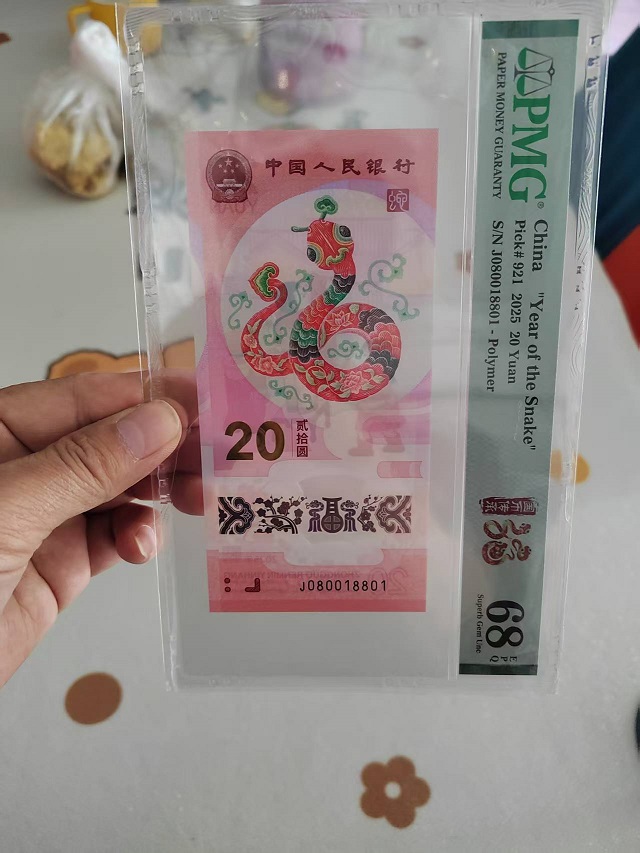 中国人民银行
20
贰拾圆
J080018801
PMG®
PAPER MONEY GUARANTY
China "Year of the Snake"
Pick# 921 2025 20 Yuan
S/N J080018801 - Polymer
68
EPQ
Superb Gem Unc